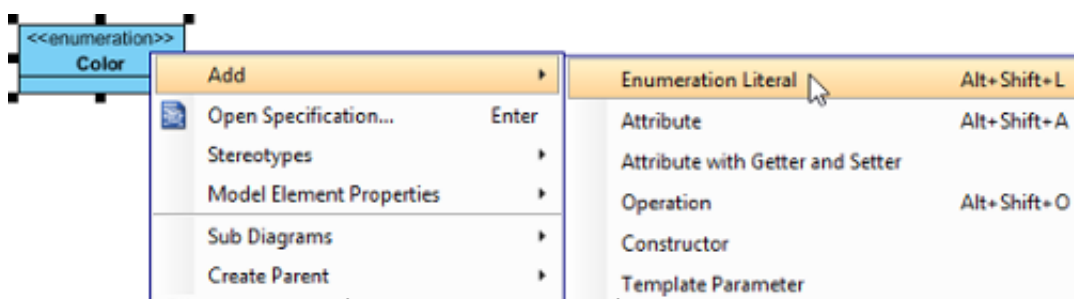 <<enumeration>>
Color
Add
Open Specification... Enter
Stereotypes
Model Element Properties
Sub Diagrams
Create Parent
Enumeration Literal Alt+Shift+L
Attribute Alt+Shift+A
Attribute with Getter and Setter
Operation Alt+Shift+O
Constructor
Template Parameter